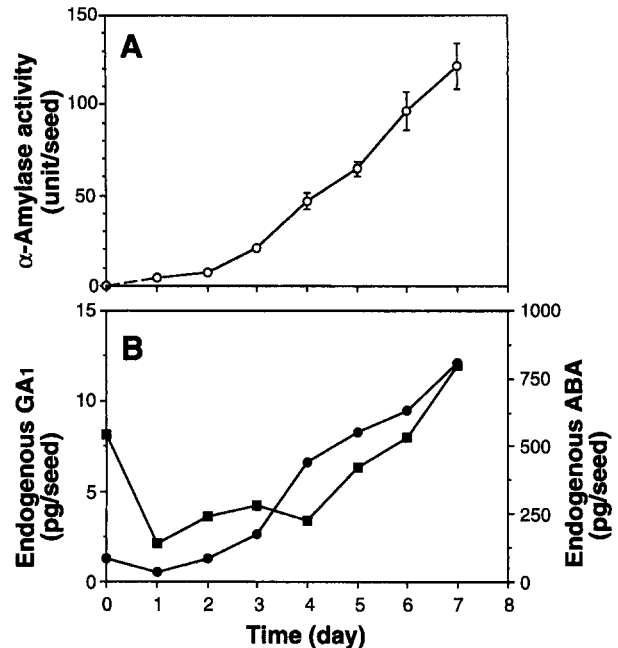 A
α-Amylase activity
(unit/seed)
150
100
50
0
B
Endogenous GA1
(pg/seed)
15
10
5
0
1000
750
500
250
0
Endogenous ABA
(pg/seed)
0 1 2 3 4 5 6 7 8
Time (day)